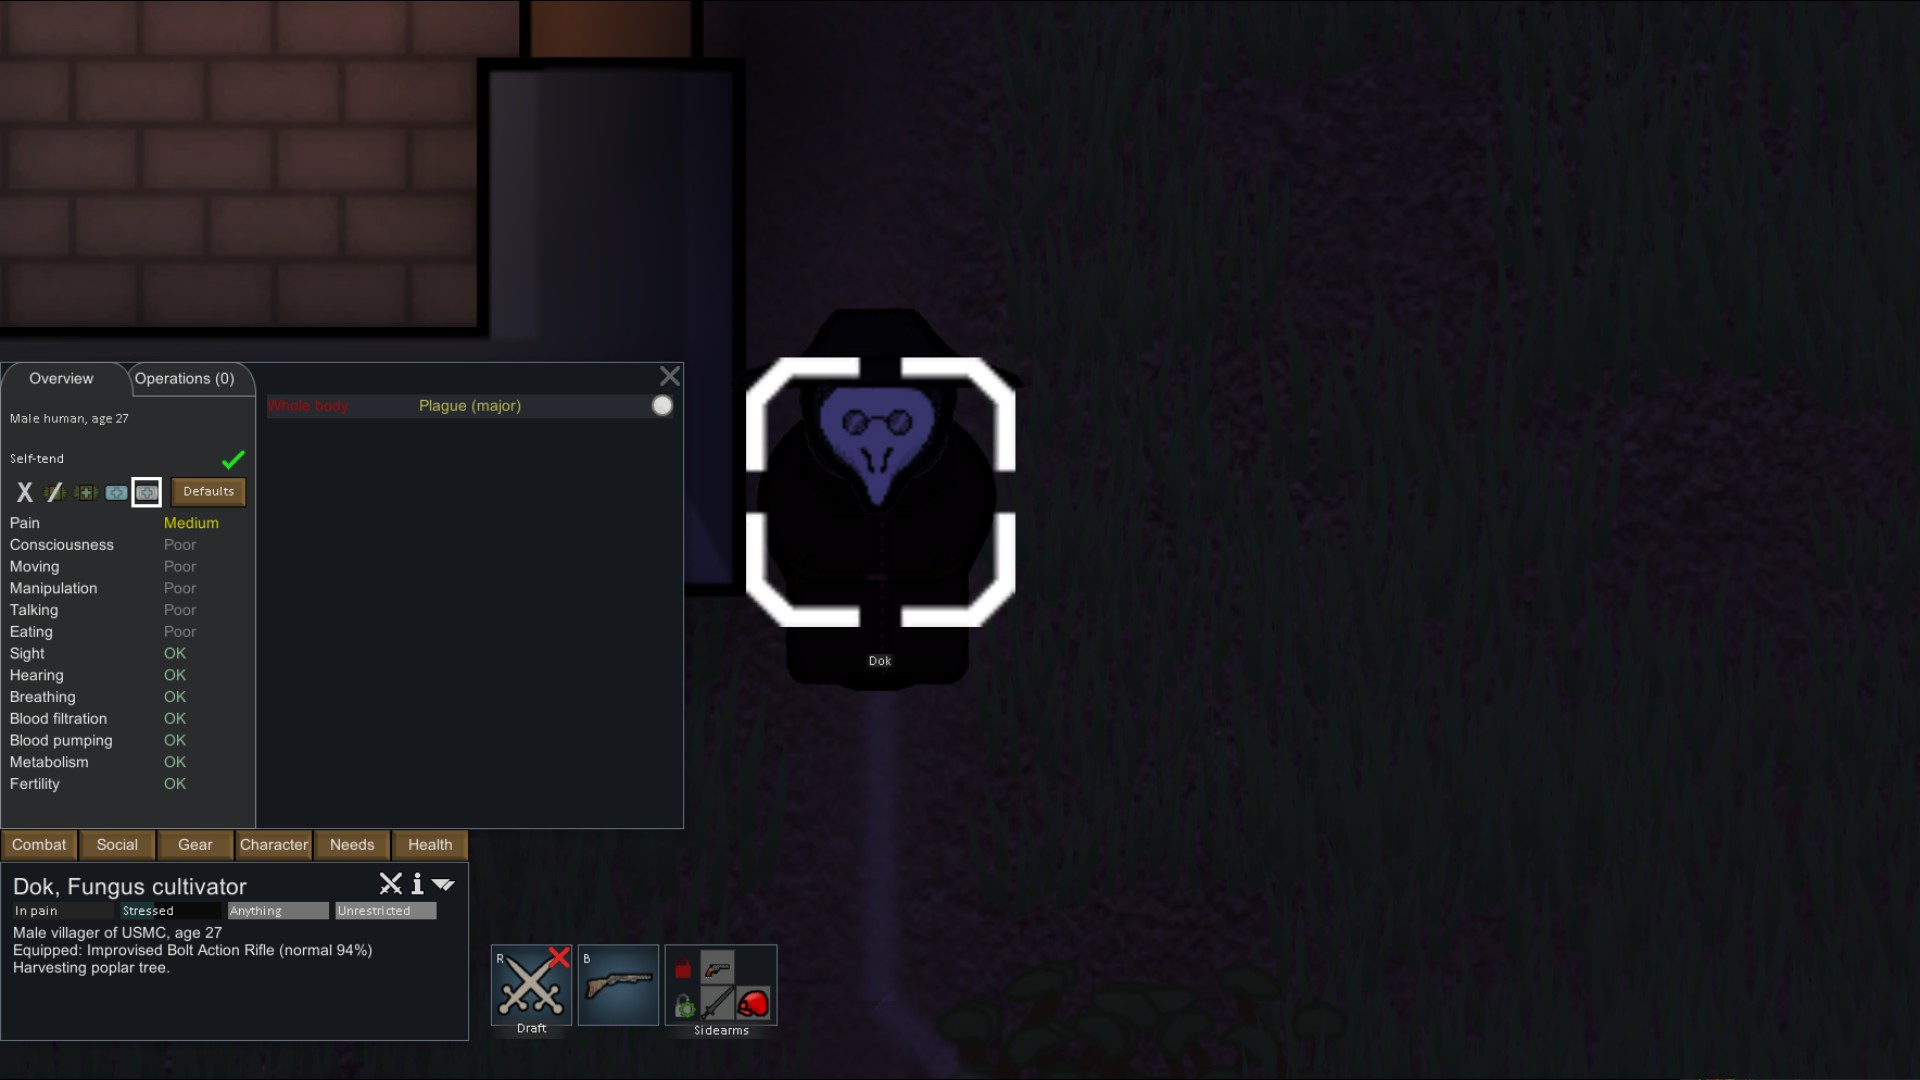 Overview
Operations (0)
Male human, age 27
Self-tend
Defaults
Pain Medium
Consciousness Poor
Moving Poor
Manipulation Poor
Talking Poor
Eating Poor
Sight OK
Hearing OK
Breathing OK
Blood filtration OK
Blood pumping OK
Metabolism OK
Fertility OK
Whole body Plague (major)
Dok
Combat Social Gear Character Needs Health
Dok, Fungus cultivator
In pain Stressed Anything Unrestricted
Male villager of USMC, age 27
Equipped: Improvised Bolt Action Rifle (normal 94%)
Harvesting poplar tree.
R
Draft
B
Sidearms